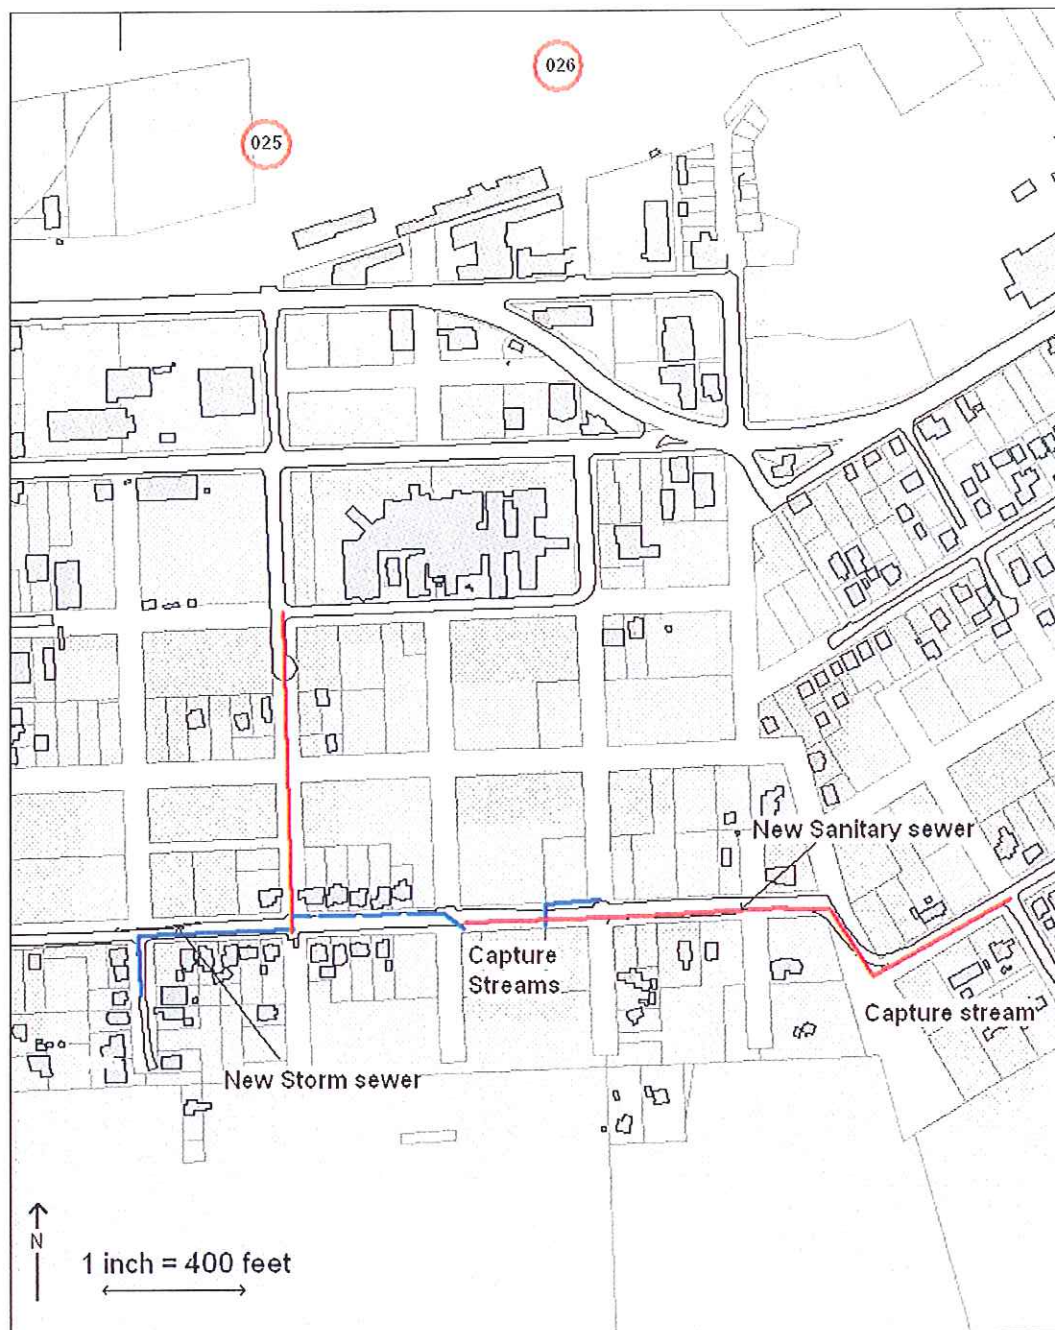 026
025
New Sanitary sewer
Capture
Streams
Capture stream
New Storm sewer
N
1 inch = 400 feet